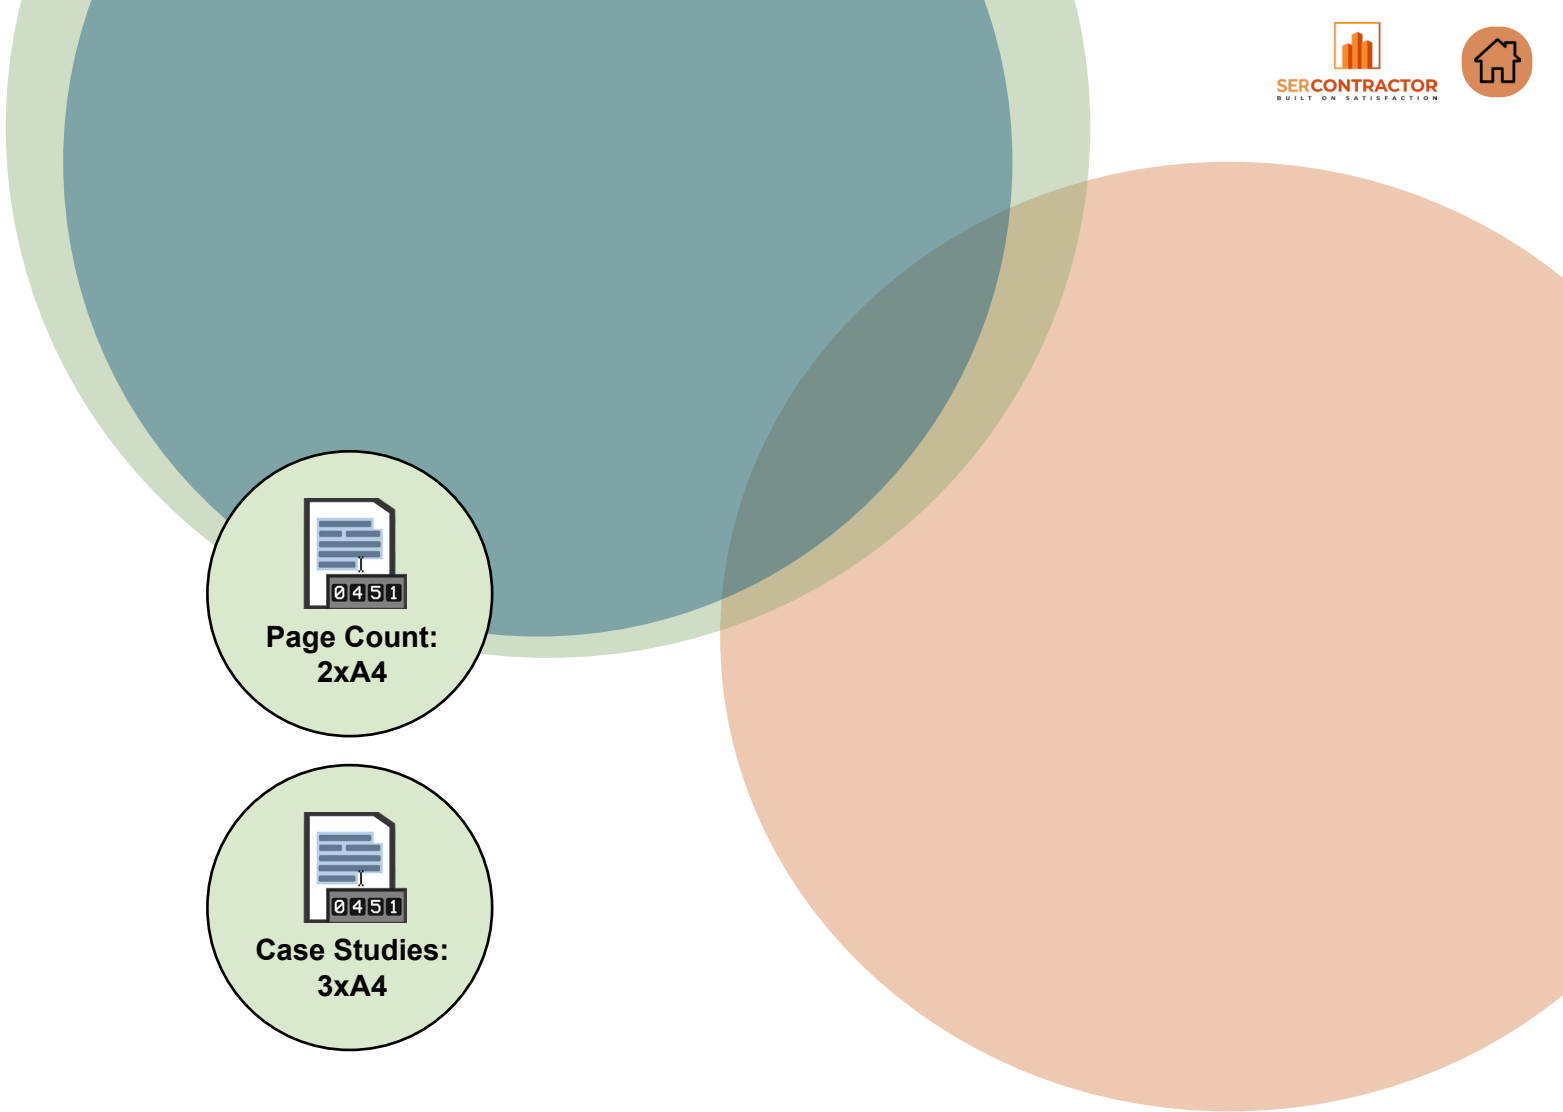 SERCONTRACTOR
BUILT ON SATISFACTION
0451
Page Count:
2xA4
0451
Case Studies:
3xA4